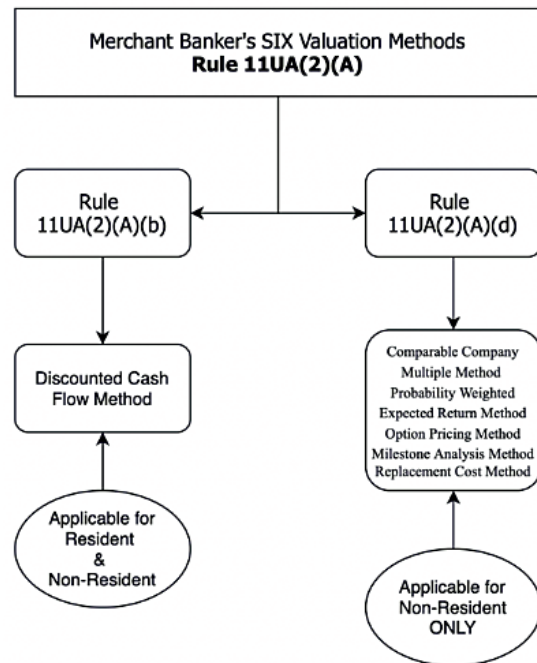 Merchant Banker's SIX Valuation Methods
Rule 11UA(2)(A)
Rule
11UA(2)(A)(b)
Rule
11UA(2)(A)(d)
Discounted Cash
Flow Method
Comparable Company
Multiple Method
Probability Weighted
Expected Return Method
Option Pricing Method
Milestone Analysis Method
Replacement Cost Method
Applicable for
Resident
&
Non-Resident
Applicable for
Non-Resident
ONLY